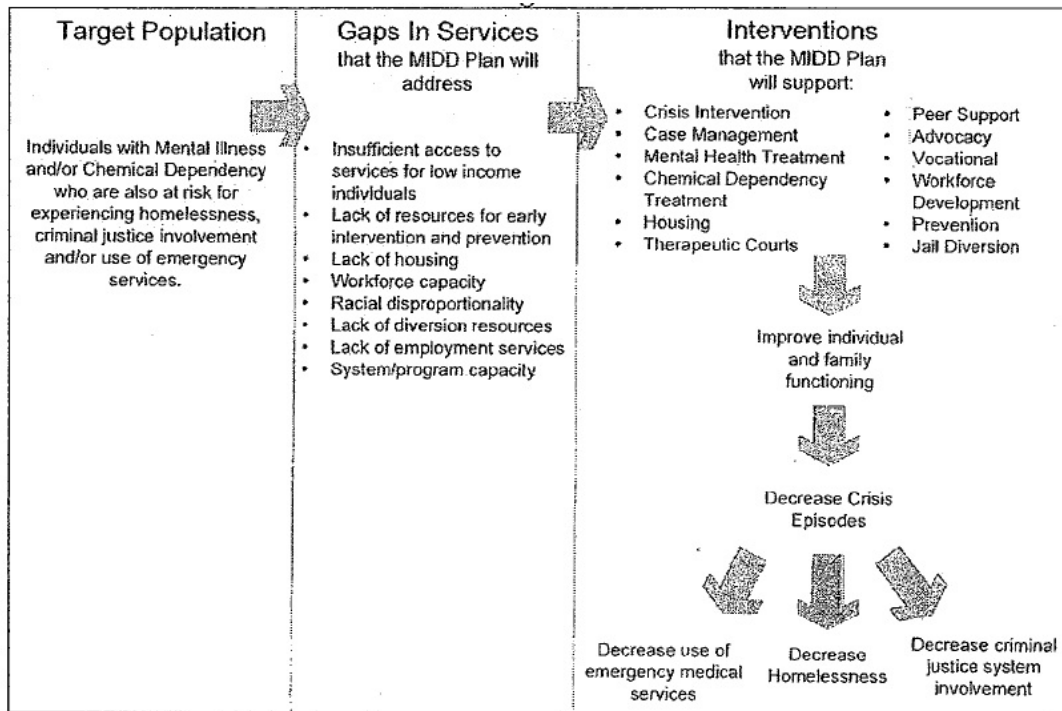 Target Population
Individuals with Mental Illness
and/or Chemical Dependency
who are also at risk for
experiencing homelessness,
criminal justice involvement
and/or use of emergency
services.
Gaps In Services
that the MIDD Plan will
address
• Insufficient access to
services for low income
individuals
• Lack of resources for early
intervention and prevention
• Lack of housing
• Workforce capacity
• Racial disproportionality
• Lack of diversion resources
• Lack of employment services
• System/program capacity
Interventions
that the MIDD Plan
will support:
• Crisis Intervention
• Case Management
• Mental Health Treatment
• Chemical Dependency
Treatment
• Housing
• Therapeutic Courts
• Peer Support
• Advocacy
• Vocational
• Workforce
Development
• Prevention
• Jail Diversion
Improve individual
and family
functioning
Decrease Crisis
Episodes
Decrease use of
emergency medical
services
Decrease
Homelessness
Decrease criminal
justice system
involvement